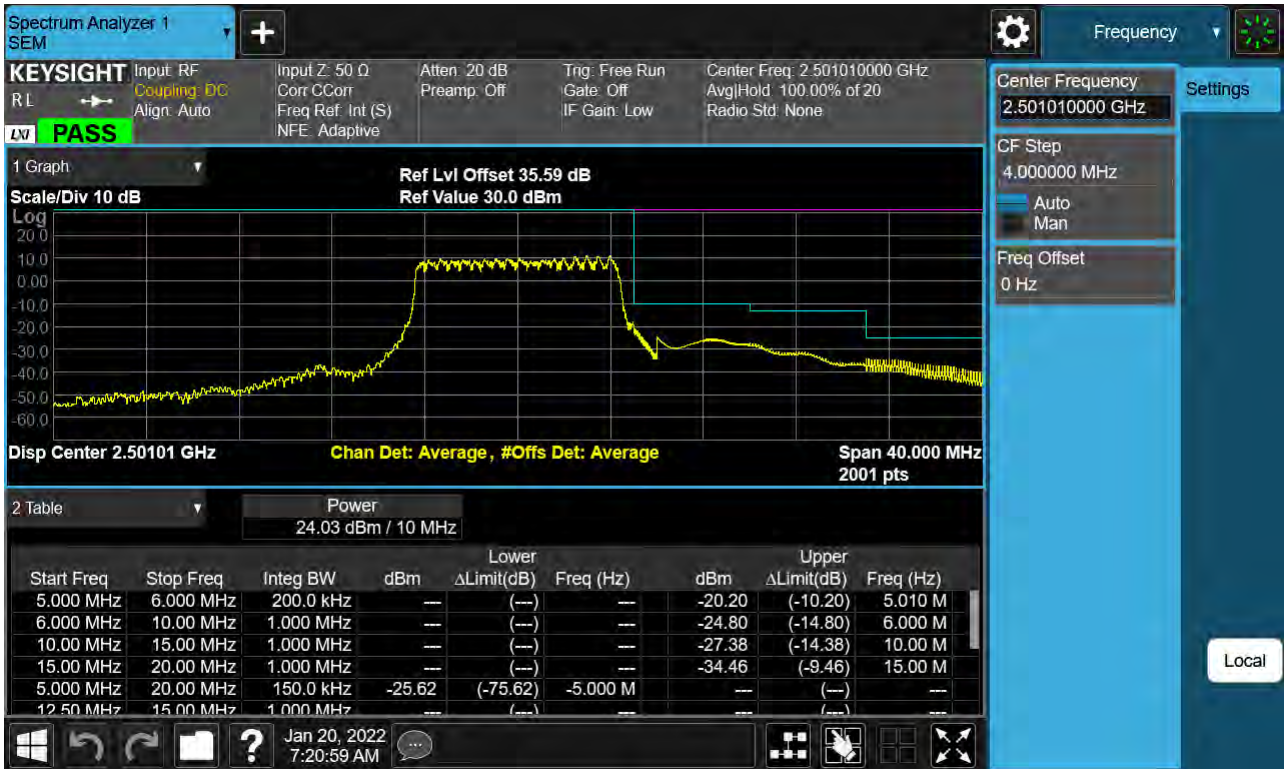 Spectrum Analyzer 1
SEM
Frequency
KEYSIGHT
R L
LXI
PASS
Input: RF
Coupling: DC
Align: Auto
Input Z: 50 Ω
Corr CCorr
Freq Ref: Int (S)
NFE: Adaptive
Atten: 20 dB
Preamp: Off
Trig: Free Run
Gate: Off
IF Gain: Low
Center Freq: 2.501010000 GHz
Avg|Hold: 100.00% of 20
Radio Std: None
Center Frequency
2.501010000 GHz
Settings
CF Step
4.000000 MHz
Auto
Man
Freq Offset
0 Hz
Local
1 Graph
Scale/Div 10 dB
Ref Lvl Offset 35.59 dB
Ref Value 30.0 dBm
Log
20.0
10.0
0.00
-10.0
-20.0
-30.0
-40.0
-50.0
-60.0
Disp Center 2.50101 GHz
Chan Det: Average, #Offs Det: Average
Span 40.000 MHz
2001 pts
2 Table
Power
24.03 dBm / 10 MHz
Lower Upper
Start Freq Stop Freq Integ BW dBm ΔLimit(dB) Freq (Hz) dBm ΔLimit(dB) Freq (Hz)
5.000 MHz 6.000 MHz 200.0 kHz --- (---) --- -20.20 (-10.20) 5.010 M
6.000 MHz 10.00 MHz 1.000 MHz --- (---) --- -24.80 (-14.80) 6.000 M
10.00 MHz 15.00 MHz 1.000 MHz --- (---) --- -27.38 (-14.38) 10.00 M
15.00 MHz 20.00 MHz 1.000 MHz --- (---) --- -34.46 (-9.46) 15.00 M
5.000 MHz 20.00 MHz 150.0 kHz -25.62 (-75.62) -5.000 M --- (---) ---
12.50 MHz 15.00 MHz 1.000 MHz --- (---) --- --- (---) ---
Jan 20, 2022
7:20:59 AM